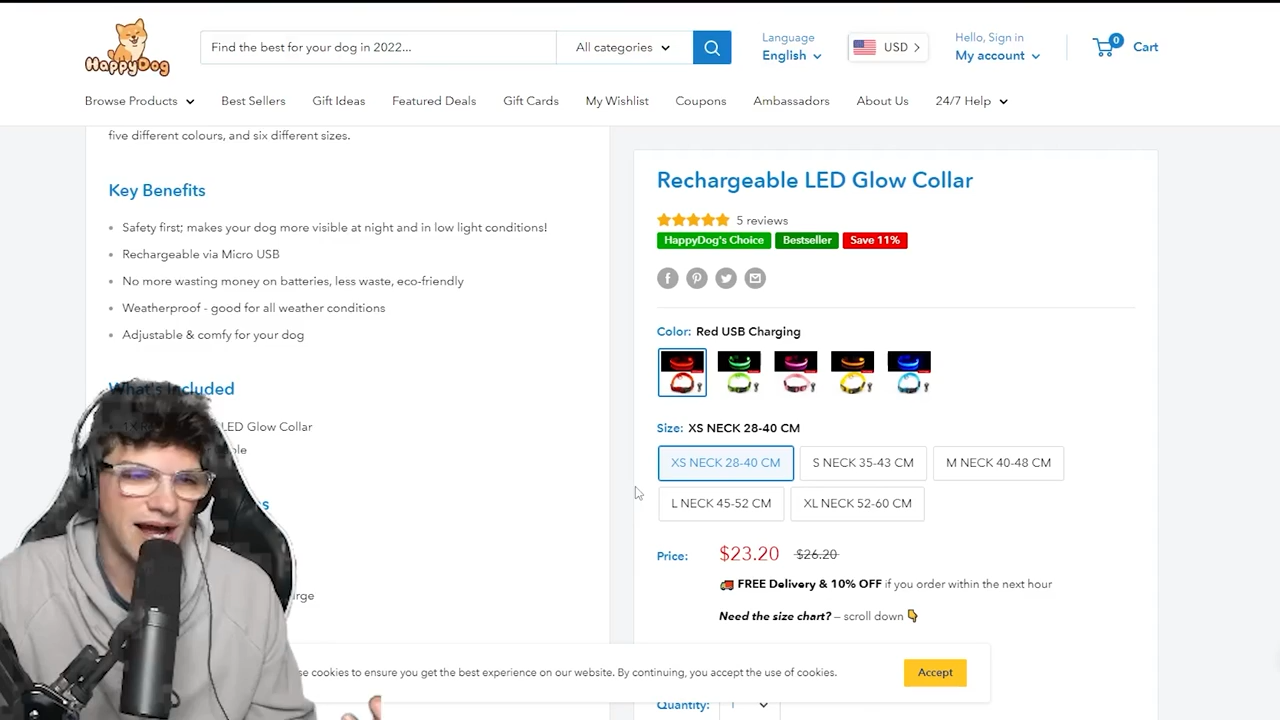 HappyDog
Find the best for your dog in 2022...
All categories
Language
English
USD
Hello, Sign in
My account
0
Cart
Browse Products
Best Sellers
Gift Ideas
Featured Deals
Gift Cards
My Wishlist
Coupons
Ambassadors
About Us
24/7 Help
five different colours, and six different sizes.
Key Benefits
Safety first; makes your dog more visible at night and in low light conditions!
Rechargeable via Micro USB
No more wasting money on batteries, less waste, eco-friendly
Weatherproof - good for all weather conditions
Adjustable & comfy for your dog
What's Included
LED Glow Collar
Rechargeable LED Glow Collar
5 reviews
HappyDog's Choice
Bestseller
Save 11%
Color: Red USB Charging
Size: XS NECK 28-40 CM
XS NECK 28-40 CM
S NECK 35-43 CM
M NECK 40-48 CM
L NECK 45-52 CM
XL NECK 52-60 CM
Price: $23.20 $26.20
🚚 FREE Delivery & 10% OFF if you order within the next hour
Need the size chart? – scroll down 👇
cookies to ensure you get the best experience on our website. By continuing, you accept the use of cookies.
Accept
Quantity: 1